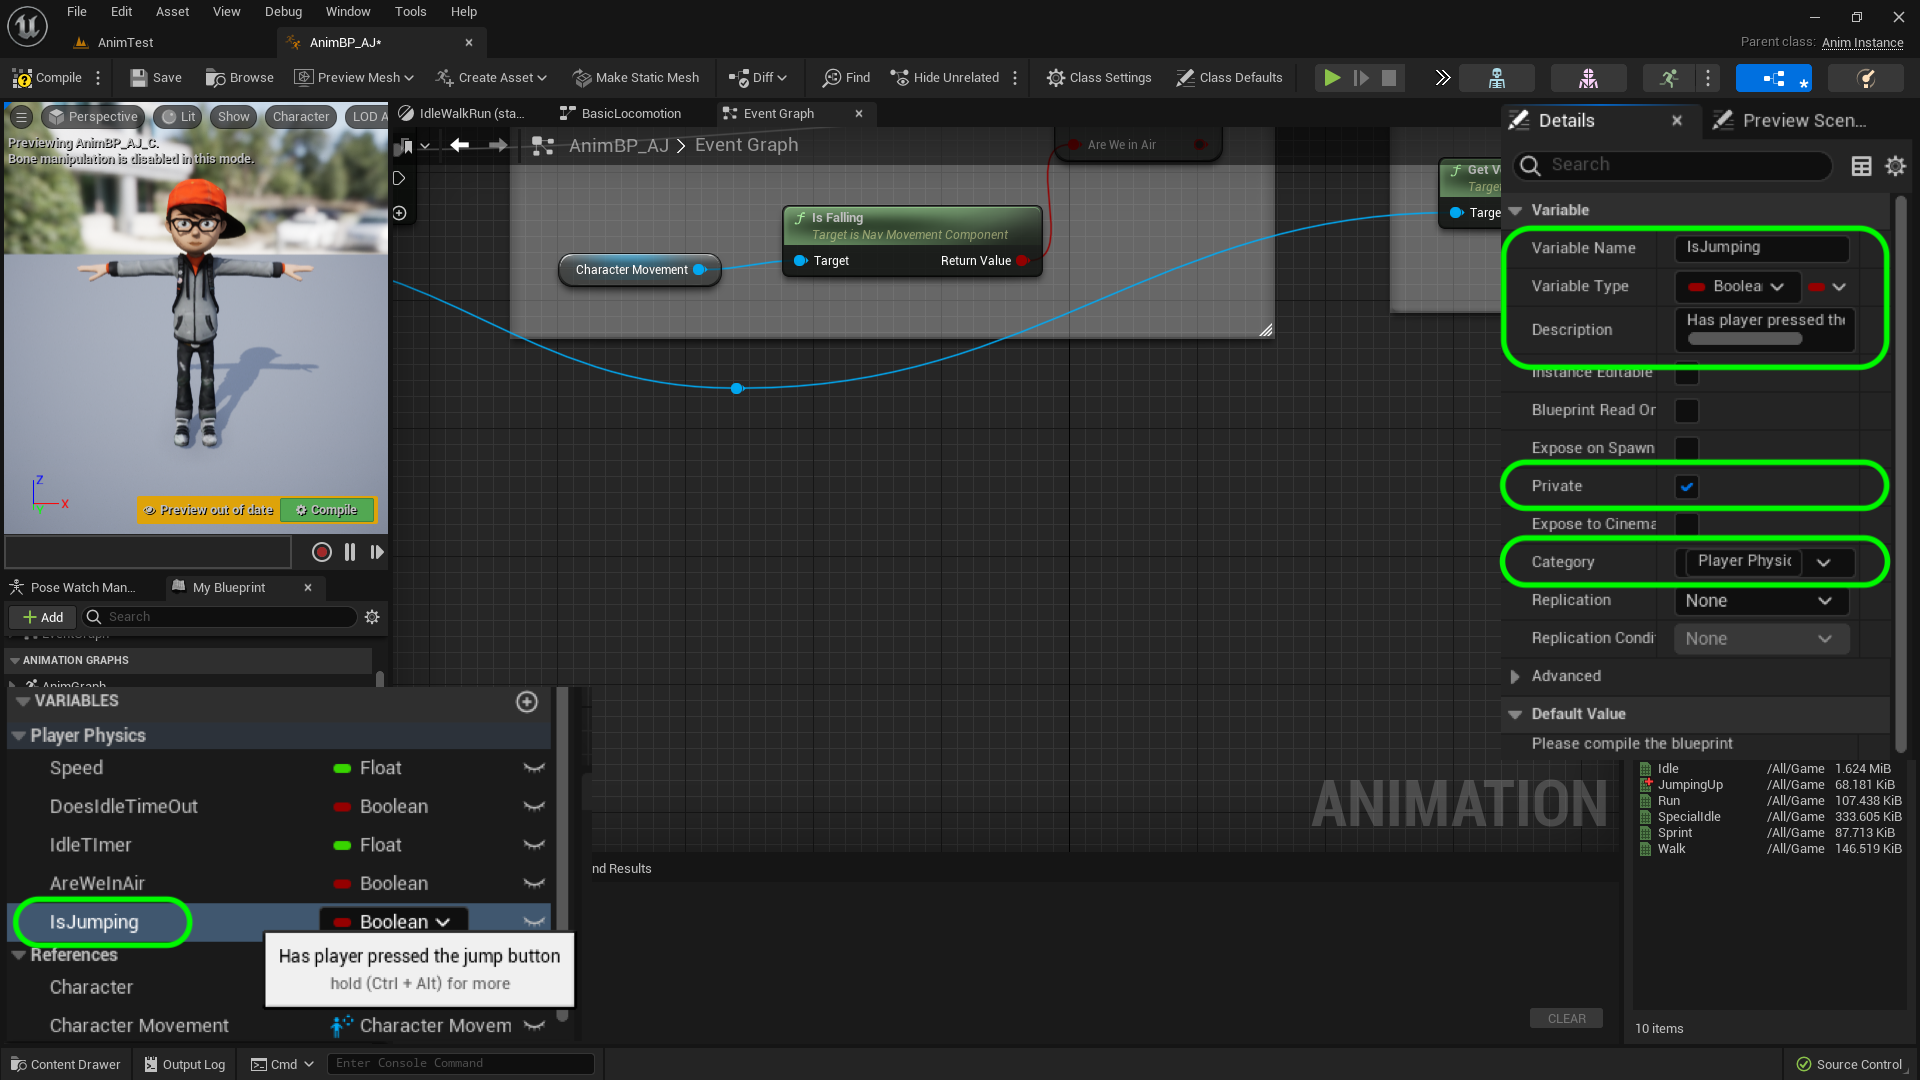 File Edit Asset View Debug Window Tools Help
AnimTest
AnimBP_AJ*
Parent class: Anim Instance
Compile Save Browse Preview Mesh Create Asset Make Static Mesh Diff Find Hide Unrelated Class Settings Class Defaults
Perspective Lit Show Character LOD A
Previewing AnimBP_AJ_C.
Bone manipulation is disabled in this mode.
Z
X
Preview out of date Compile
IdleWalkRun (sta... BasicLocomotion Event Graph
AnimBP_AJ > Event Graph
Are We in Air
Is Falling
Target is Nav Movement Component
Target Return Value
Character Movement
Get V
Targe
Targe
ANIMATION
nd Results
CLEAR
Pose Watch Man... My Blueprint
Add Search
EventGraph
ANIMATION GRAPHS
AnimGraph
VARIABLES
Player Physics
Speed Float
DoesIdleTimeOut Boolean
IdleTImer Float
AreWeInAir Boolean
IsJumping Boolean
Has player pressed the jump button
hold (Ctrl + Alt) for more
References
Character
Character Movement Character Movem
Details Preview Scen...
Search
Variable
Variable Name IsJumping
Variable Type Boolea
Description Has player pressed the
Instance Editable
Blueprint Read Or
Expose on Spawn
Private
Expose to Cinema
Category Player Physic
Replication None
Replication Condi None
Advanced
Default Value
Please compile the blueprint
Idle /All/Game 1.624 MiB
JumpingUp /All/Game 68.181 KiB
Run /All/Game 107.438 KiB
SpecialIdle /All/Game 333.605 KiB
Sprint /All/Game 87.713 KiB
Walk /All/Game 146.519 KiB
10 items
Content Drawer Output Log Cmd Enter Console Command Source Control